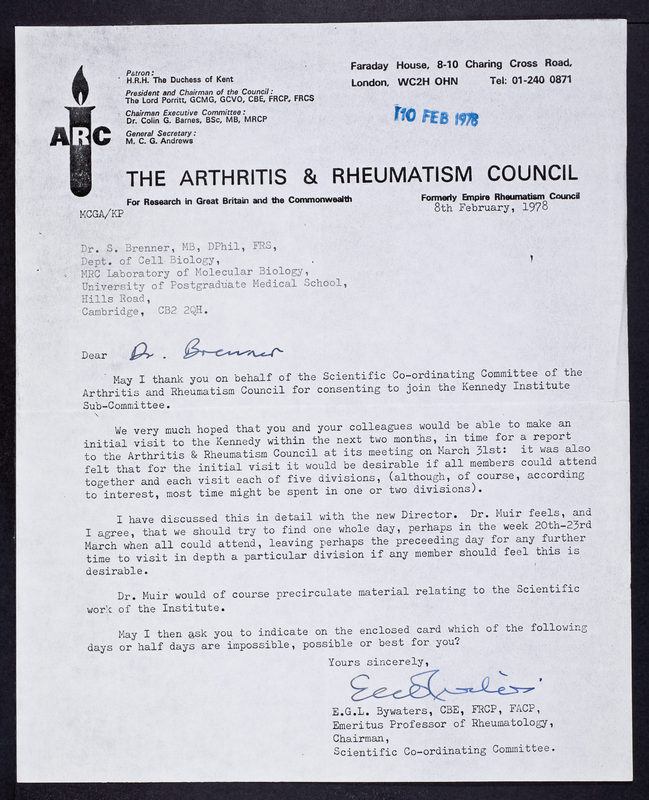 Patron:
H.R.H. The Duchess of Kent
President and Chairman of the Council:
The Lord Porritt, GCMG, GCVO, CBE, FRCP, FRCS
Chairman Executive Committee:
Dr. Colin G. Barnes, BSc, MB, MRCP
General Secretary:
M. C. G. Andrews
ARC
Faraday House, 8-10 Charing Cross Road,
London, WC2H OHN Tel: 01-240 0871
10 FEB 1978
THE ARTHRITIS & RHEUMATISM COUNCIL
For Research in Great Britain and the Commonwealth
Formerly Empire Rheumatism Council
MCGA/KP
8th February, 1978
Dr. S. Brenner, MB, DPhil, FRS,
Dept. of Cell Biology,
MRC Laboratory of Molecular Biology,
University of Postgraduate Medical School,
Hills Road,
Cambridge, CB2 2QH.
Dear Dr. Brenner
May I thank you on behalf of the Scientific Co-ordinating Committee of the
Arthritis and Rheumatism Council for consenting to join the Kennedy Institute
Sub-Committee.
We very much hoped that you and your colleagues would be able to make an
initial visit to the Kennedy within the next two months, in time for a report
to the Arthritis & Rheumatism Council at its meeting on March 31st: it was also
felt that for the initial visit it would be desirable if all members could attend
together and each visit each of five divisions, (although, of course, according
to interest, most time might be spent in one or two divisions).
I have discussed this in detail with the new Director. Dr. Muir feels, and
I agree, that we should try to find one whole day, perhaps in the week 20th-23rd
March when all could attend, leaving perhaps the preceeding day for any further
time to visit in depth a particular division if any member should feel this is
desirable.
Dr. Muir would of course precirculate material relating to the Scientific
work of the Institute.
May I then ask you to indicate on the enclosed card which of the following
days or half days are impossible, possible or best for you?
Yours sincerely,
E.G.L. Bywaters, CBE, FRCP, FACP,
Emeritus Professor of Rheumatology,
Chairman,
Scientific Co-ordinating Committee.